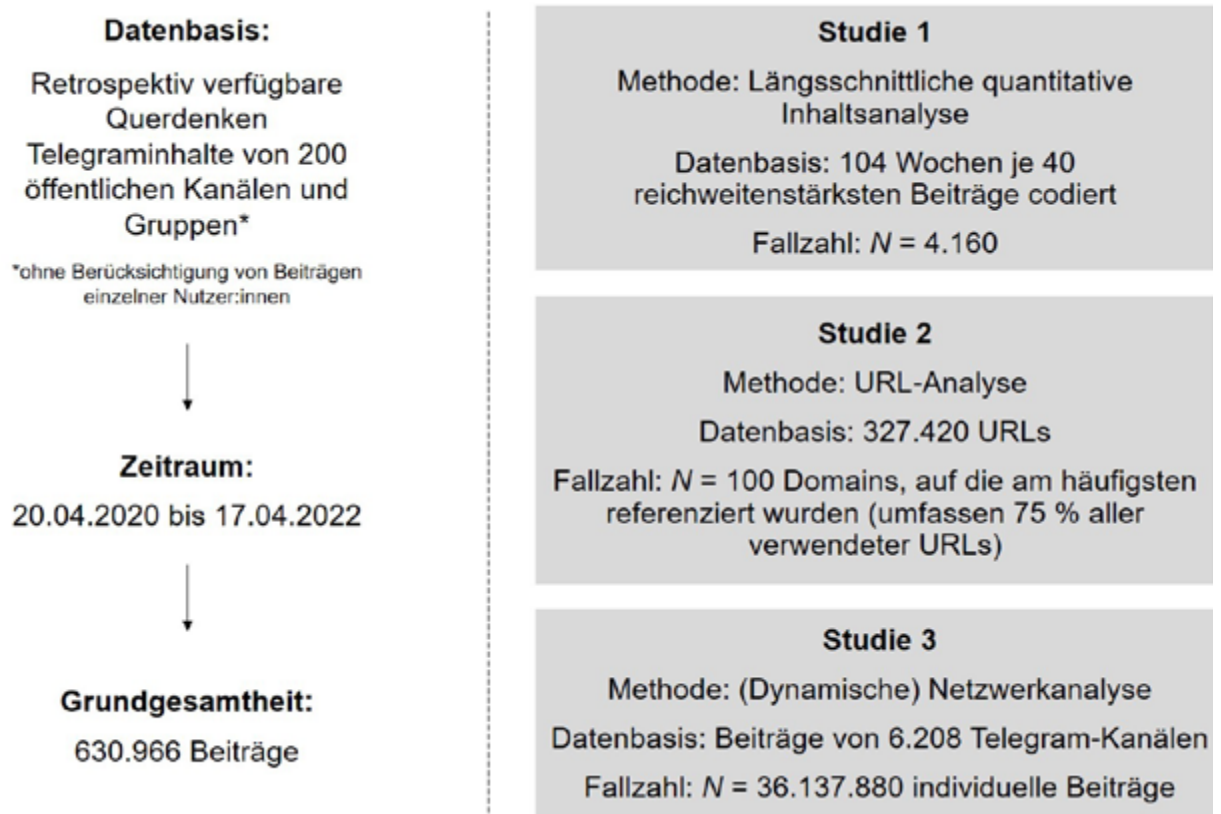 Datenbasis:
Retrospektiv verfügbare
Querdenken
Telegraminhalte von 200
öffentlichen Kanälen und
Gruppen*
*ohne Berücksichtigung von Beiträgen
einzelner Nutzer:innen
Zeitraum:
20.04.2020 bis 17.04.2022
Grundgesamtheit:
630.966 Beiträge
Studie 1
Methode: Längsschnittliche quantitative
Inhaltsanalyse
Datenbasis: 104 Wochen je 40
reichweitenstärksten Beiträge codiert
Fallzahl: N = 4.160
Studie 2
Methode: URL-Analyse
Datenbasis: 327.420 URLs
Fallzahl: N = 100 Domains, auf die am häufigsten
referenziert wurden (umfassen 75 % aller
verwendeter URLs)
Studie 3
Methode: (Dynamische) Netzwerkanalyse
Datenbasis: Beiträge von 6.208 Telegram-Kanälen
Fallzahl: N = 36.137.880 individuelle Beiträge